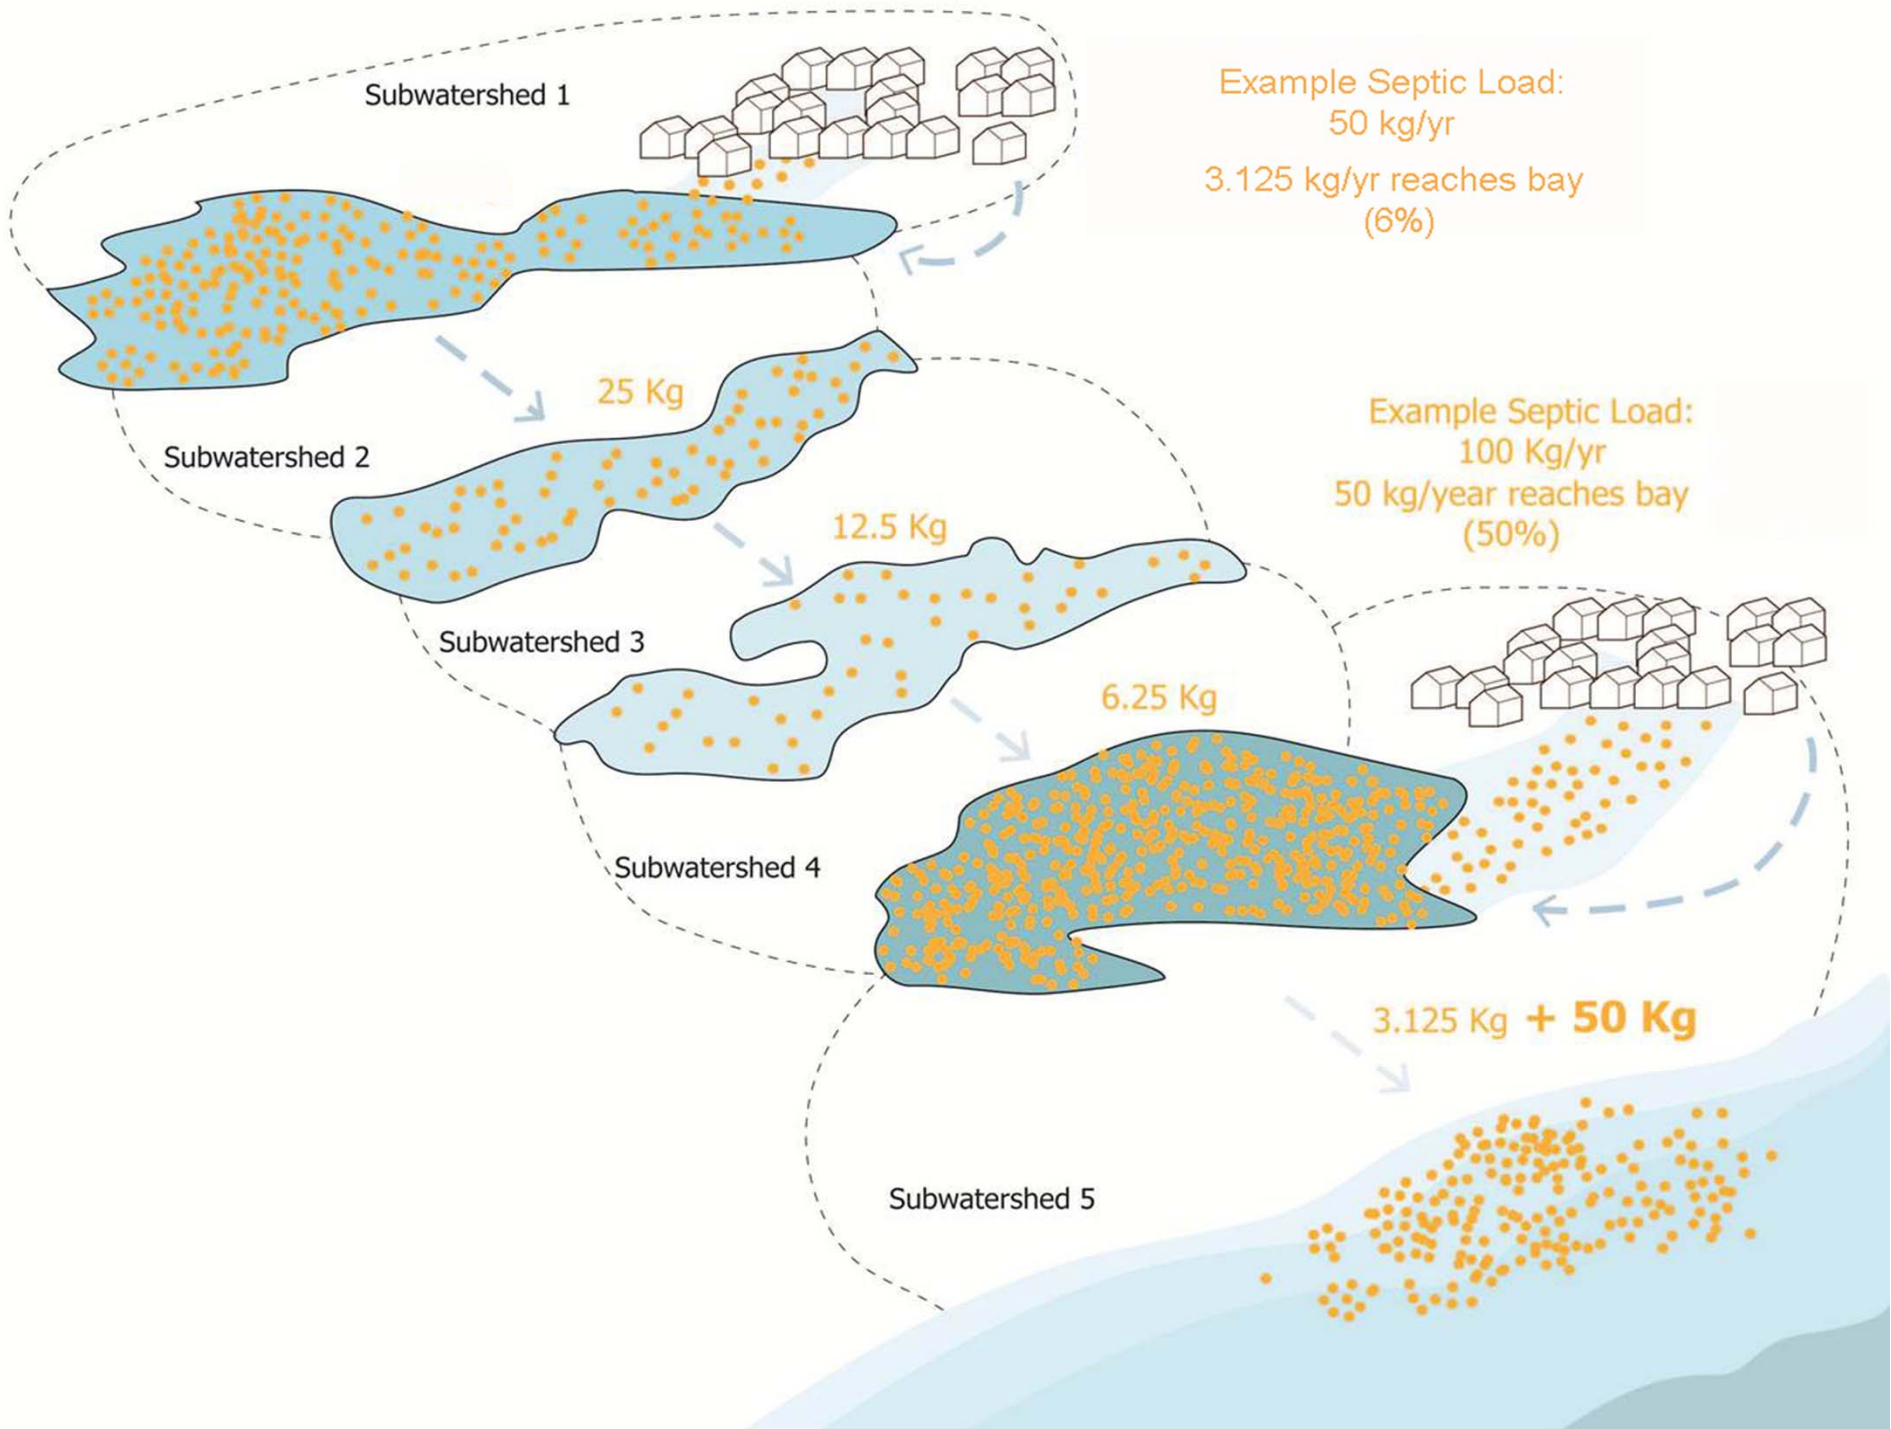 Subwatershed 1
Example Septic Load:
50 kg/yr
3.125 kg/yr reaches bay
(6%)
25 Kg
Subwatershed 2
Example Septic Load:
100 Kg/yr
50 kg/year reaches bay
(50%)
12.5 Kg
Subwatershed 3
6.25 Kg
Subwatershed 4
3.125 Kg + 50 Kg
Subwatershed 5